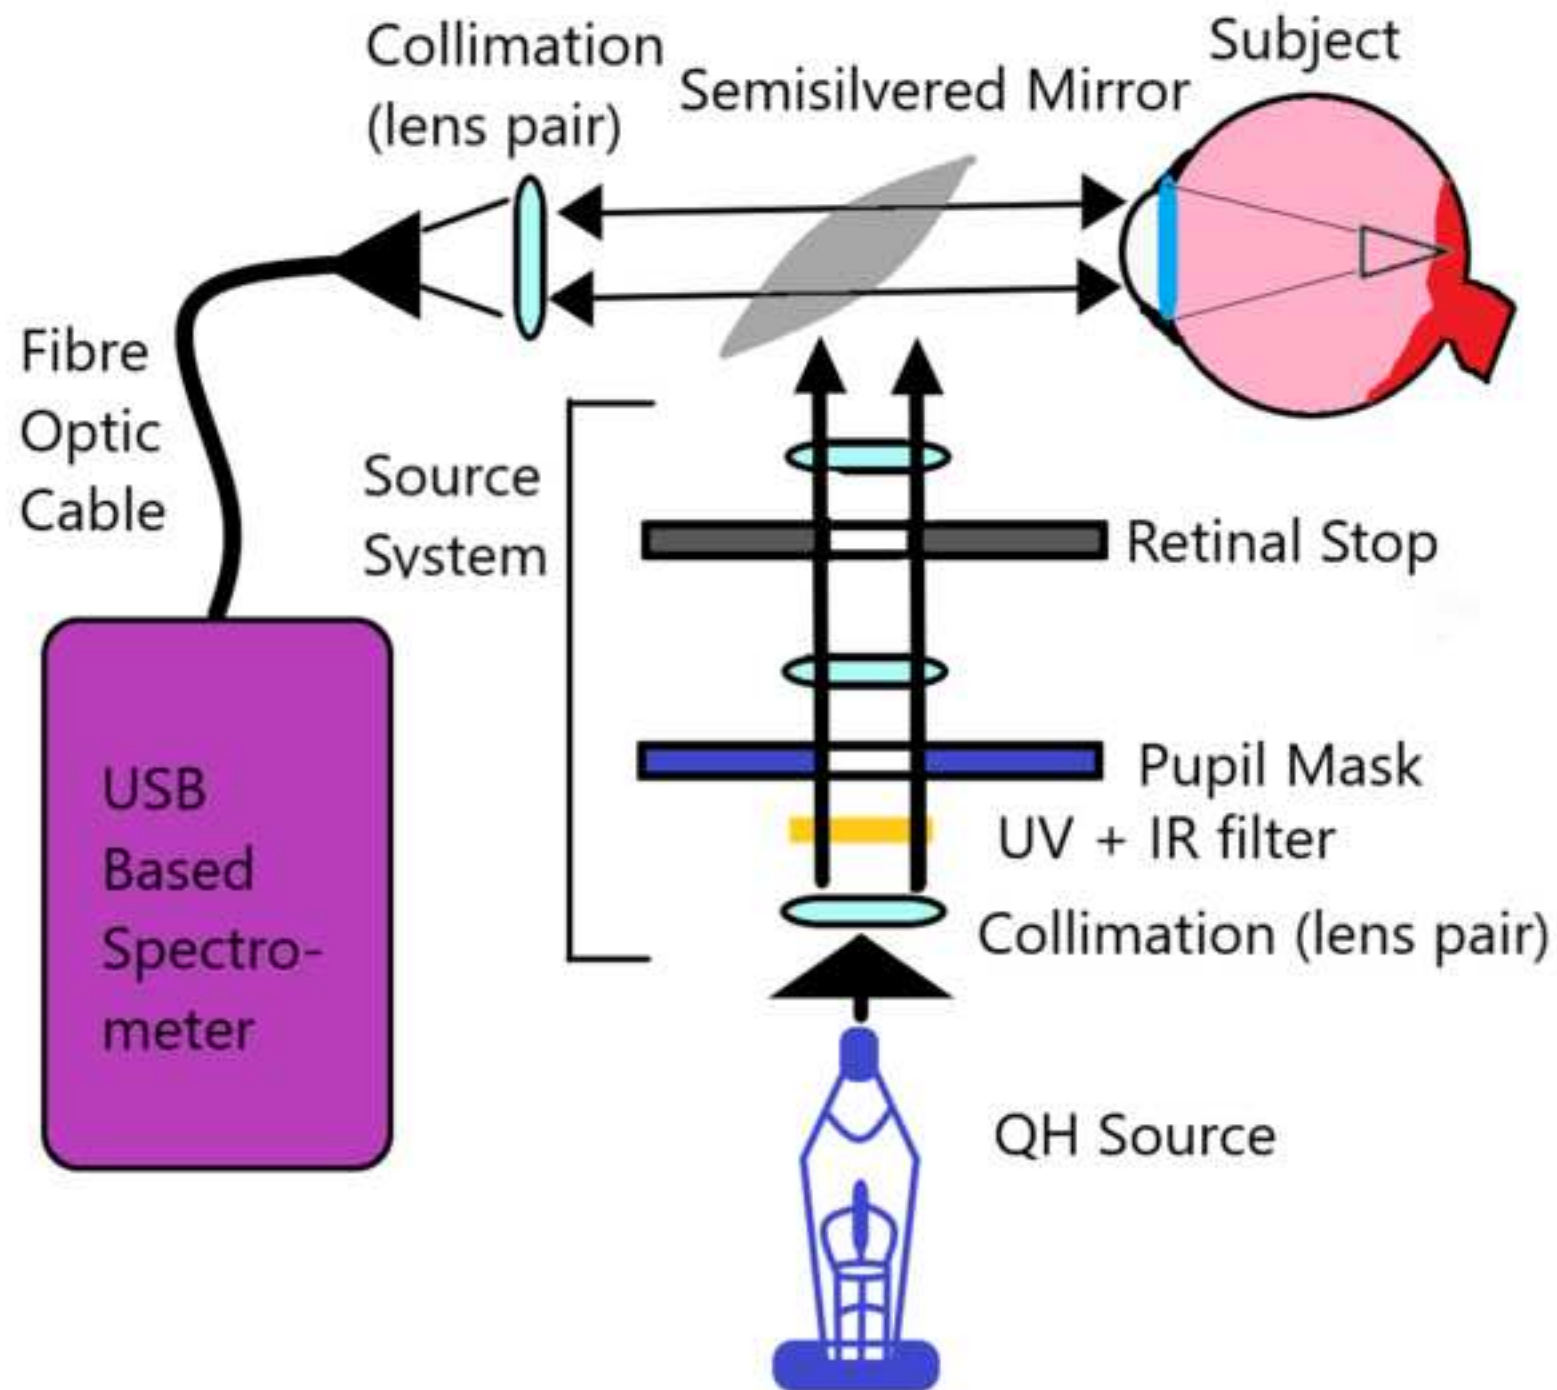 Collimation
(lens pair)
Semisilvered Mirror
Subject
Fibre
Optic
Cable
Source
System
Retinal Stop
Pupil Mask
UV + IR filter
Collimation (lens pair)
USB
Based
Spectro-
meter
QH Source